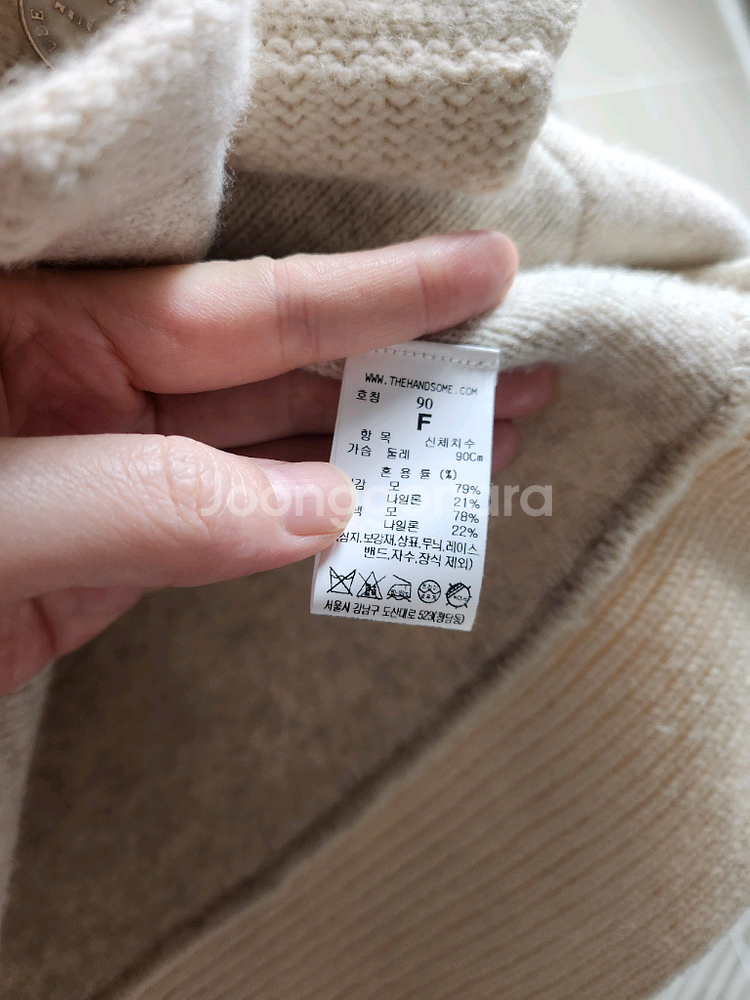 WWW.THEHANDSOME.COM
호칭 90
F
항 목 신체치수
가슴 둘레 90Cm
혼 용 률 (%)
감 모 79%
나일론 21%
모 78%
나일론 22%
심지,보강재,상표,무늬,레이스,
밴드,자수,장식 제외)
서울시 강남구 도산대로 523(청담동)
Joonggonara